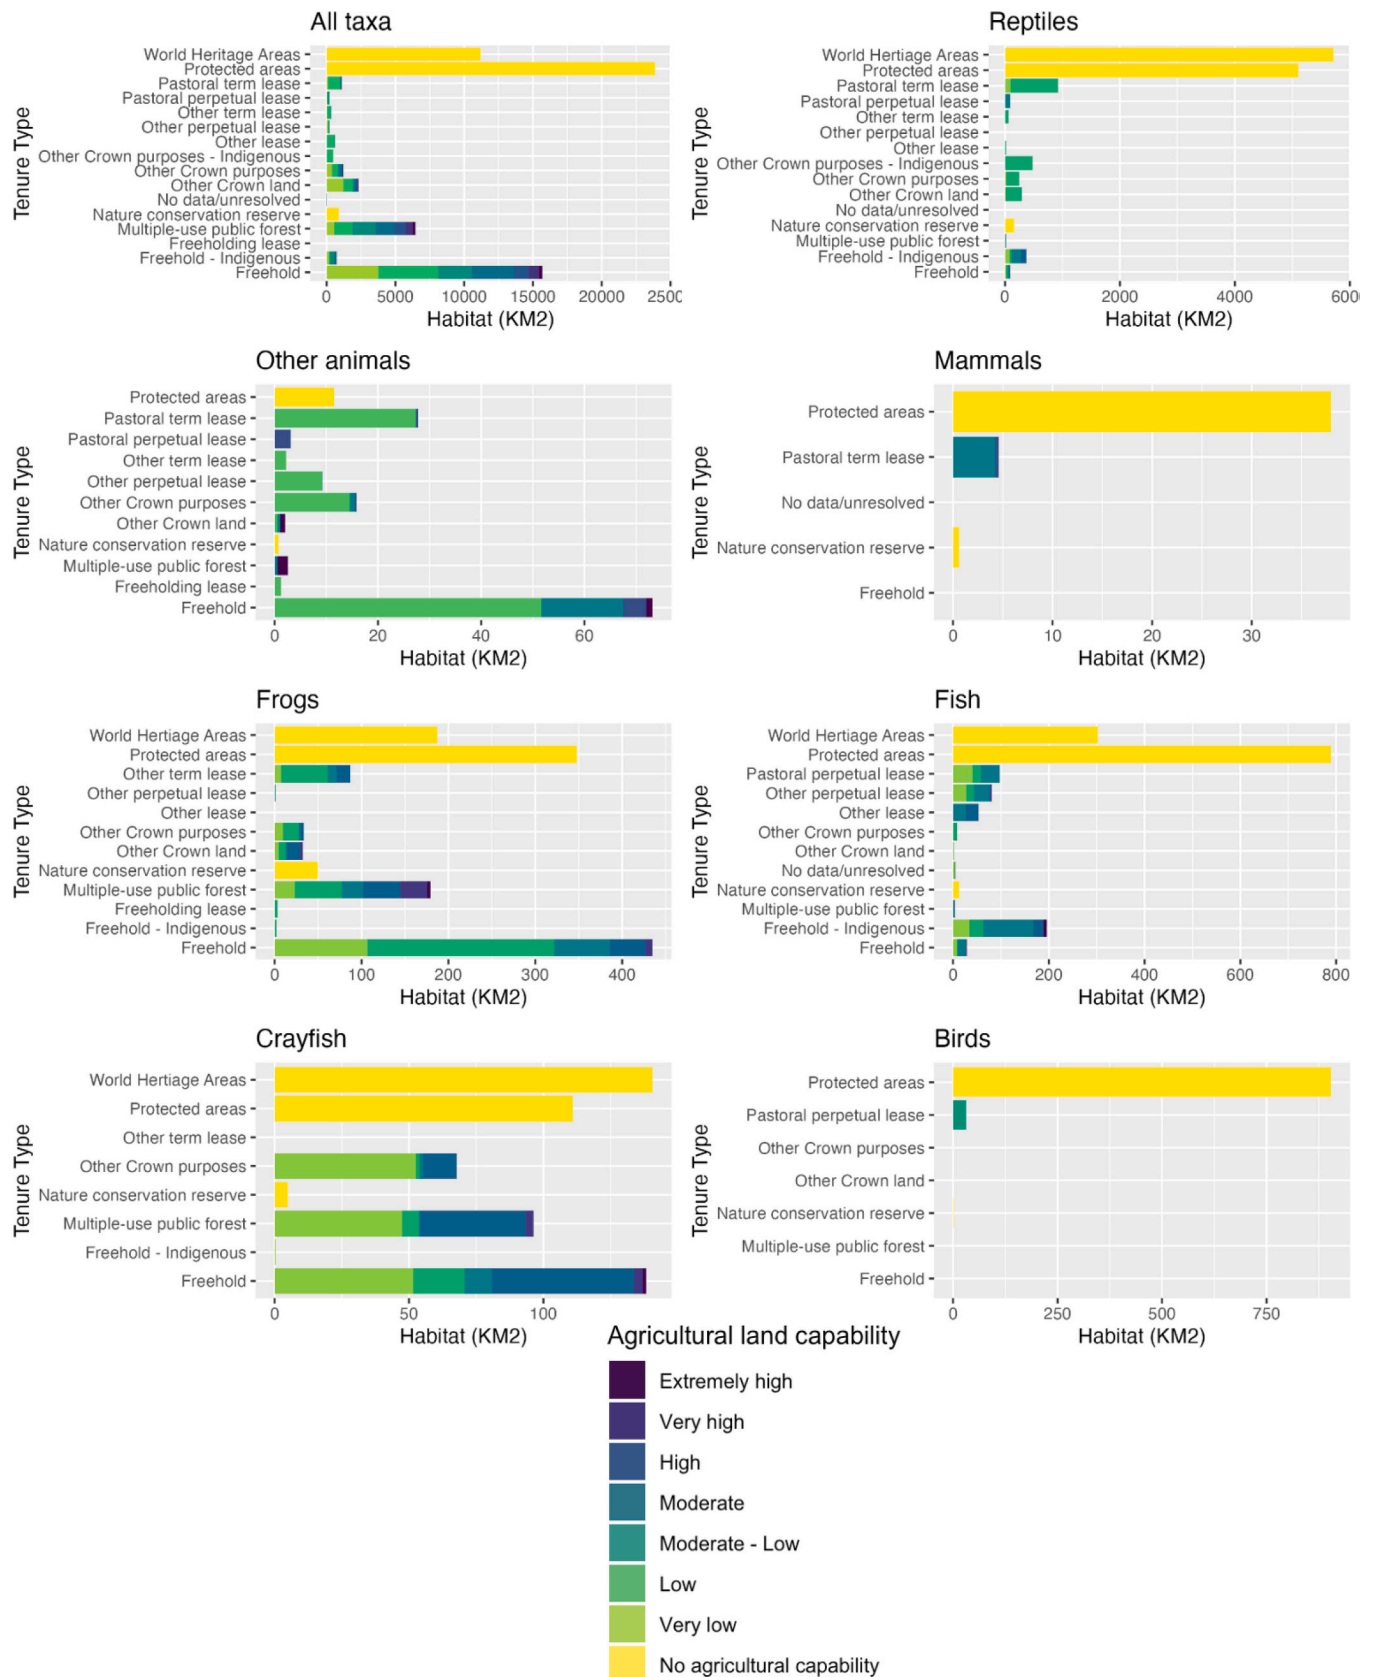 All taxa
Tenure Type
World Heritage Areas
Protected areas
Pastoral term lease
Pastoral perpetual lease
Other term lease
Other perpetual lease
Other lease
Other Crown purposes - Indigenous
Other Crown purposes
Other Crown land
No data/unresolved
Nature conservation reserve
Multiple-use public forest
Freeholding lease
Freehold - Indigenous
Freehold
0 5000 10000 15000 20000 2500
Habitat (KM2)
Reptiles
Tenure Type
World Hertiage Areas
Protected areas
Pastoral term lease
Pastoral perpetual lease
Other term lease
Other perpetual lease
Other lease
Other Crown purposes - Indigenous
Other Crown purposes
Other Crown land
No data/unresolved
Nature conservation reserve
Multiple-use public forest
Freehold - Indigenous
Freehold
0 2000 4000 600
Habitat (KM2)
Other animals
Tenure Type
Protected areas
Pastoral term lease
Pastoral perpetual lease
Other term lease
Other perpetual lease
Other Crown purposes
Other Crown land
Nature conservation reserve
Multiple-use public forest
Freeholding lease
Freehold
0 20 40 60
Habitat (KM2)
Mammals
Tenure Type
Protected areas
Pastoral term lease
No data/unresolved
Nature conservation reserve
Freehold
0 10 20 30
Habitat (KM2)
Frogs
Tenure Type
World Hertiage Areas
Protected areas
Other term lease
Other perpetual lease
Other lease
Other Crown purposes
Other Crown land
Nature conservation reserve
Multiple-use public forest
Freeholding lease
Freehold - Indigenous
Freehold
0 100 200 300 400
Habitat (KM2)
Fish
Tenure Type
World Hertiage Areas
Protected areas
Pastoral perpetual lease
Other perpetual lease
Other lease
Other Crown purposes
Other Crown land
No data/unresolved
Nature conservation reserve
Multiple-use public forest
Freehold - Indigenous
Freehold
0 200 400 600 800
Habitat (KM2)
Crayfish
Tenure Type
World Hertiage Areas
Protected areas
Other term lease
Other Crown purposes
Nature conservation reserve
Multiple-use public forest
Freehold - Indigenous
Freehold
0 50 100
Habitat (KM2)
Birds
Tenure Type
Protected areas
Pastoral perpetual lease
Other Crown purposes
Other Crown land
Nature conservation reserve
Multiple-use public forest
Freehold
0 250 500 750
Habitat (KM2)
Agricultural land capability
Extremely high
Very high
High
Moderate
Moderate - Low
Low
Very low
No agricultural capability